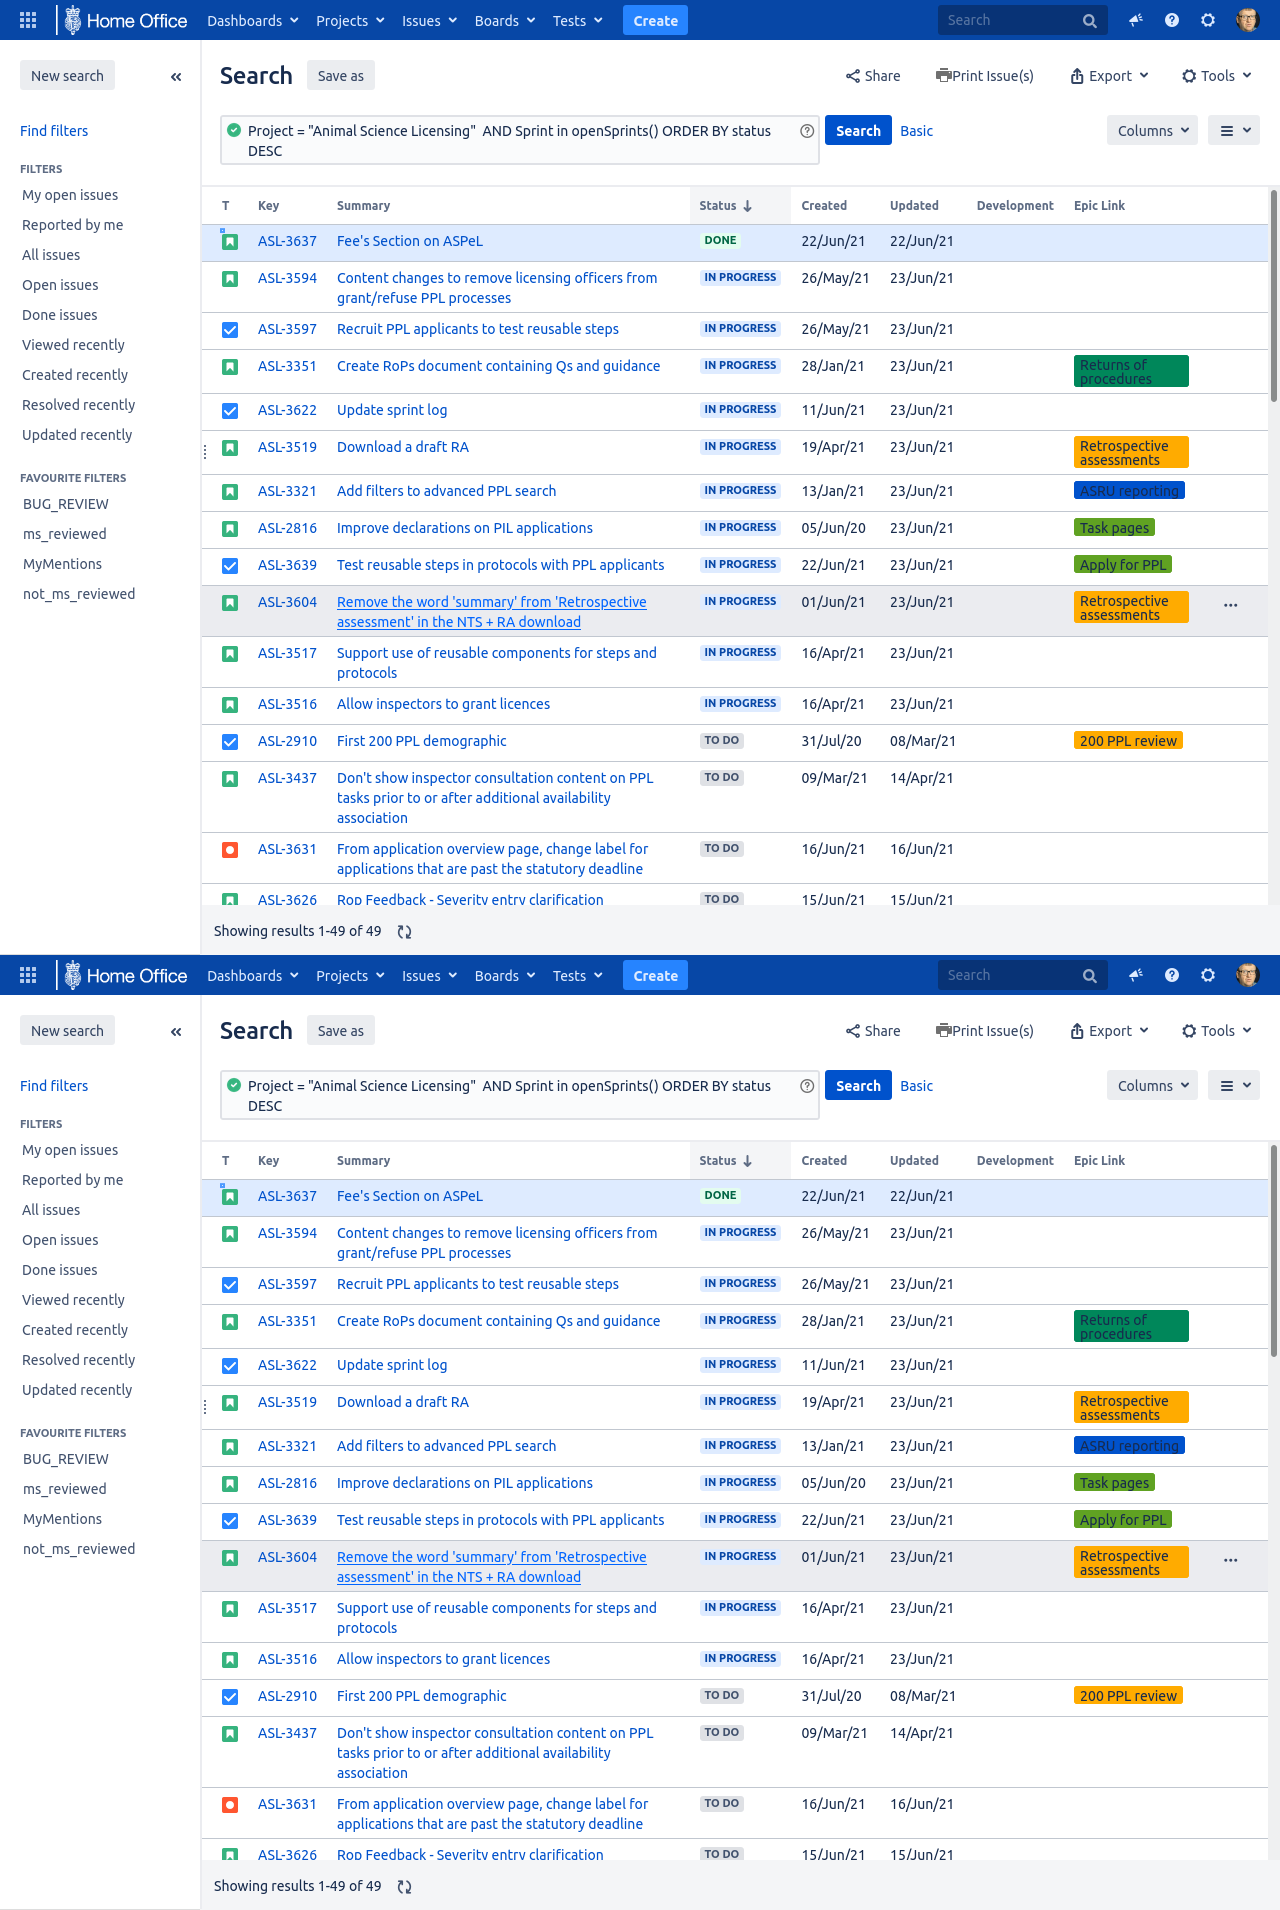 Home Office Dashboards Projects Issues Boards Tests Create Search
New search
Search Save as Share Print Issue(s) Export Tools
Find filters
Project = "Animal Science Licensing"  AND Sprint in openSprints() ORDER BY status
DESC
Search Basic Columns
FILTERS
My open issues
Reported by me
All issues
Open issues
Done issues
Viewed recently
Created recently
Resolved recently
Updated recently
FAVOURITE FILTERS
BUG_REVIEW
ms_reviewed
MyMentions
not_ms_reviewed
T Key Summary Status Created Updated Development Epic Link
ASL-3637 Fee's Section on ASPeL DONE 22/Jun/21 22/Jun/21
ASL-3594 Content changes to remove licensing officers from IN PROGRESS 26/May/21 23/Jun/21
grant/refuse PPL processes
ASL-3597 Recruit PPL applicants to test reusable steps IN PROGRESS 26/May/21 23/Jun/21
ASL-3351 Create RoPs document containing Qs and guidance IN PROGRESS 28/Jan/21 23/Jun/21 Returns of
procedures
ASL-3622 Update sprint log IN PROGRESS 11/Jun/21 23/Jun/21
ASL-3519 Download a draft RA IN PROGRESS 19/Apr/21 23/Jun/21 Retrospective
assessments
ASL-3321 Add filters to advanced PPL search IN PROGRESS 13/Jan/21 23/Jun/21 ASRU reporting
ASL-2816 Improve declarations on PIL applications IN PROGRESS 05/Jun/20 23/Jun/21 Task pages
ASL-3639 Test reusable steps in protocols with PPL applicants IN PROGRESS 22/Jun/21 23/Jun/21 Apply for PPL
ASL-3604 Remove the word 'summary' from 'Retrospective IN PROGRESS 01/Jun/21 23/Jun/21 Retrospective
assessment' in the NTS + RA download assessments
ASL-3517 Support use of reusable components for steps and IN PROGRESS 16/Apr/21 23/Jun/21
protocols
ASL-3516 Allow inspectors to grant licences IN PROGRESS 16/Apr/21 23/Jun/21
ASL-2910 First 200 PPL demographic TO DO 31/Jul/20 08/Mar/21 200 PPL review
ASL-3437 Don't show inspector consultation content on PPL TO DO 09/Mar/21 14/Apr/21
tasks prior to or after additional availability
association
ASL-3631 From application overview page, change label for TO DO 16/Jun/21 16/Jun/21
applications that are past the statutory deadline
ASL-3626 Rop Feedback - Severity entry clarification TO DO 15/Jun/21 15/Jun/21
Showing results 1-49 of 49
Home Office Dashboards Projects Issues Boards Tests Create Search
New search
Search Save as Share Print Issue(s) Export Tools
Find filters
Project = "Animal Science Licensing"  AND Sprint in openSprints() ORDER BY status
DESC
Search Basic Columns
FILTERS
My open issues
Reported by me
All issues
Open issues
Done issues
Viewed recently
Created recently
Resolved recently
Updated recently
FAVOURITE FILTERS
BUG_REVIEW
ms_reviewed
MyMentions
not_ms_reviewed
T Key Summary Status Created Updated Development Epic Link
ASL-3637 Fee's Section on ASPeL DONE 22/Jun/21 22/Jun/21
ASL-3594 Content changes to remove licensing officers from IN PROGRESS 26/May/21 23/Jun/21
grant/refuse PPL processes
ASL-3597 Recruit PPL applicants to test reusable steps IN PROGRESS 26/May/21 23/Jun/21
ASL-3351 Create RoPs document containing Qs and guidance IN PROGRESS 28/Jan/21 23/Jun/21 Returns of
procedures
ASL-3622 Update sprint log IN PROGRESS 11/Jun/21 23/Jun/21
ASL-3519 Download a draft RA IN PROGRESS 19/Apr/21 23/Jun/21 Retrospective
assessments
ASL-3321 Add filters to advanced PPL search IN PROGRESS 13/Jan/21 23/Jun/21 ASRU reporting
ASL-2816 Improve declarations on PIL applications IN PROGRESS 05/Jun/20 23/Jun/21 Task pages
ASL-3639 Test reusable steps in protocols with PPL applicants IN PROGRESS 22/Jun/21 23/Jun/21 Apply for PPL
ASL-3604 Remove the word 'summary' from 'Retrospective IN PROGRESS 01/Jun/21 23/Jun/21 Retrospective
assessment' in the NTS + RA download assessments
ASL-3517 Support use of reusable components for steps and IN PROGRESS 16/Apr/21 23/Jun/21
protocols
ASL-3516 Allow inspectors to grant licences IN PROGRESS 16/Apr/21 23/Jun/21
ASL-2910 First 200 PPL demographic TO DO 31/Jul/20 08/Mar/21 200 PPL review
ASL-3437 Don't show inspector consultation content on PPL TO DO 09/Mar/21 14/Apr/21
tasks prior to or after additional availability
association
ASL-3631 From application overview page, change label for TO DO 16/Jun/21 16/Jun/21
applications that are past the statutory deadline
ASL-3626 Rop Feedback - Severity entry clarification TO DO 15/Jun/21 15/Jun/21
Showing results 1-49 of 49